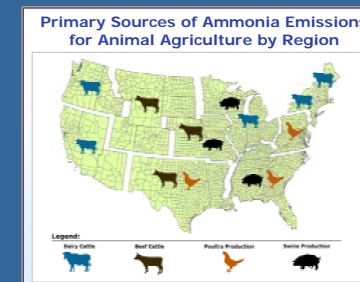 Primary Sources of Ammonia Emissions
for Animal Agriculture by Region
Legend:
Dairy Cattle Beef Cattle Poultry Production Swine Production